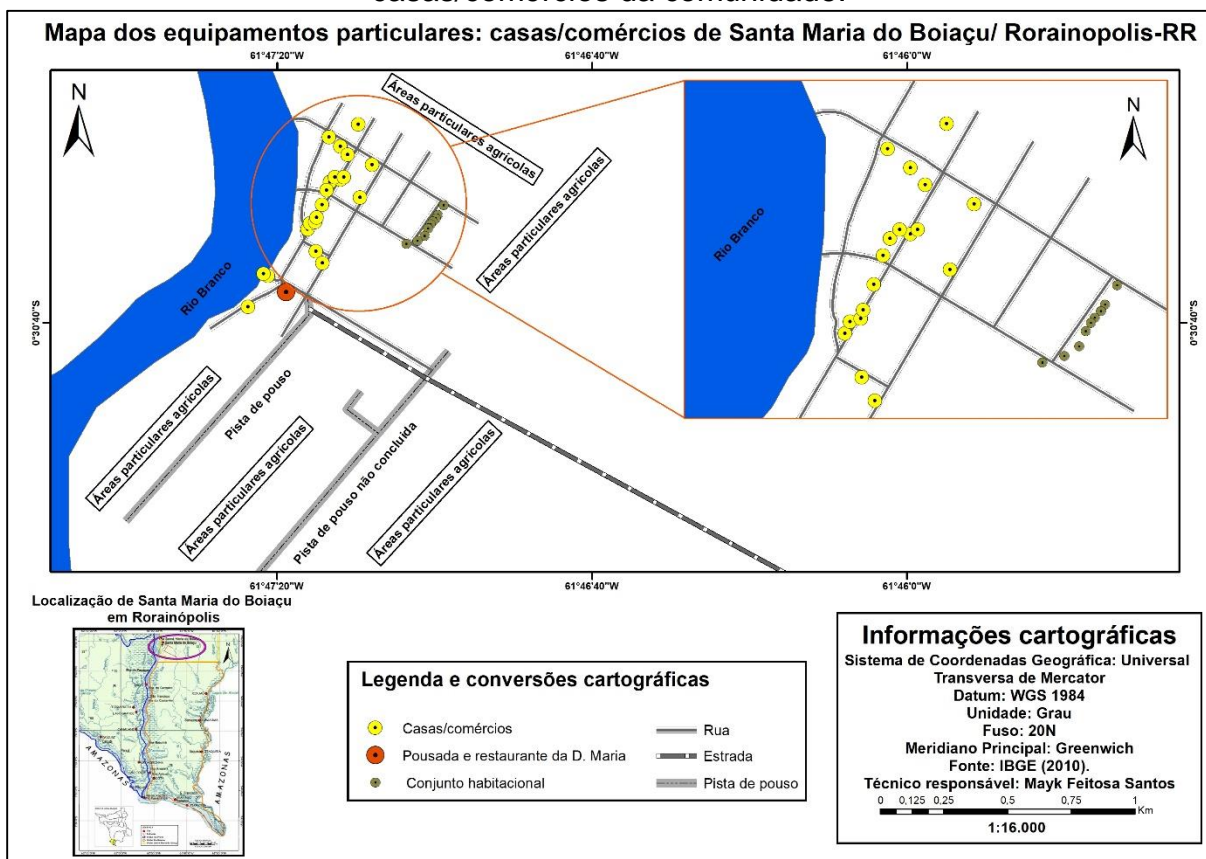 casas/comércios da comunidade.
Mapa dos equipamentos particulares: casas/comércios de Santa Maria do Boiaçu/ Rorainopolis-RR
61°47'20"W
61°46'40"W
61°46'0"W
N
Áreas particulares agrícolas
Áreas particulares agrícolas
Rio Branco
N
Rio Branco
0°30'40"S
0°30'40"S
Áreas particulares agrícolas
Pista de pouso
Áreas particulares agrícolas
Pista de pouso não concluída
Áreas particulares agrícolas
61°47'20"W
61°46'40"W
61°46'0"W
Localização de Santa Maria do Boiaçu
em Rorainópolis
AMAZONAS
AMAZONAS
Legenda e conversões cartográficas
Casas/comércios
Pousada e restaurante da D. Maria
Conjunto habitacional
Rua
Estrada
Pista de pouso
Informações cartográficas
Sistema de Coordenadas Geográfica: Universal
Transversa de Mercator
Datum: WGS 1984
Unidade: Grau
Fuso: 20N
Meridiano Principal: Greenwich
Fonte: IBGE (2010).
Técnico responsável: Mayk Feitosa Santos
0 0,125 0,25 0,5 0,75 1
Km
1:16.000